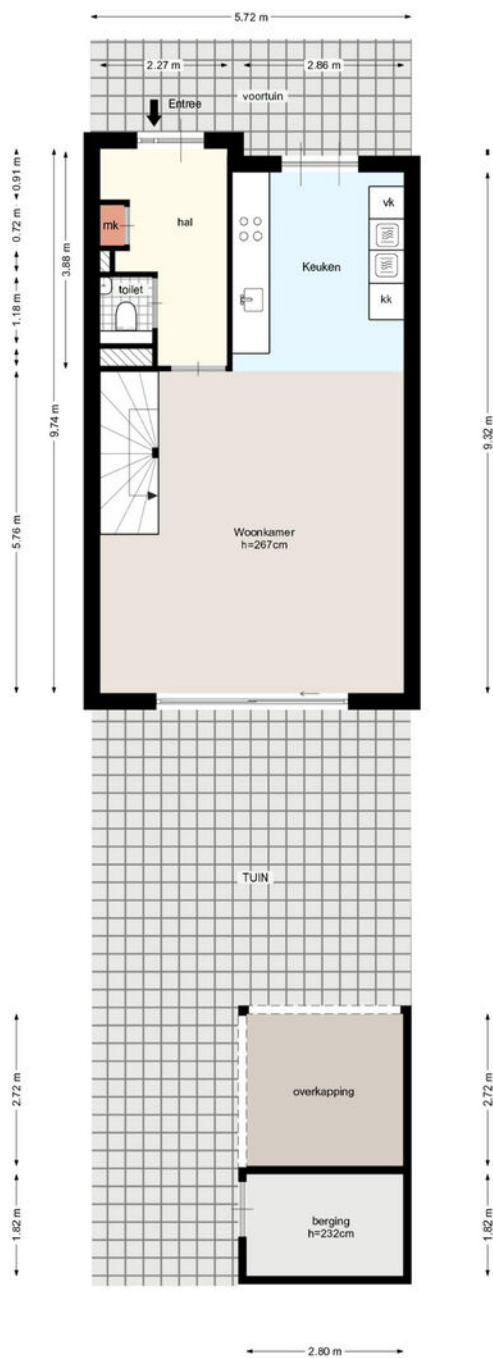 5.72 m
2.27 m
2.86 m
voortuin
Entree
0.91 m
0.72 m
1.18 m
5.76 m
3.88 m
9.74 m
9.32 m
mk
hal
toilet
Keuken
vk
kk
Woonkamer
h=267cm
TUIN
2.72 m
overkapping
2.72 m
1.82 m
berging
h=232cm
1.82 m
2.80 m